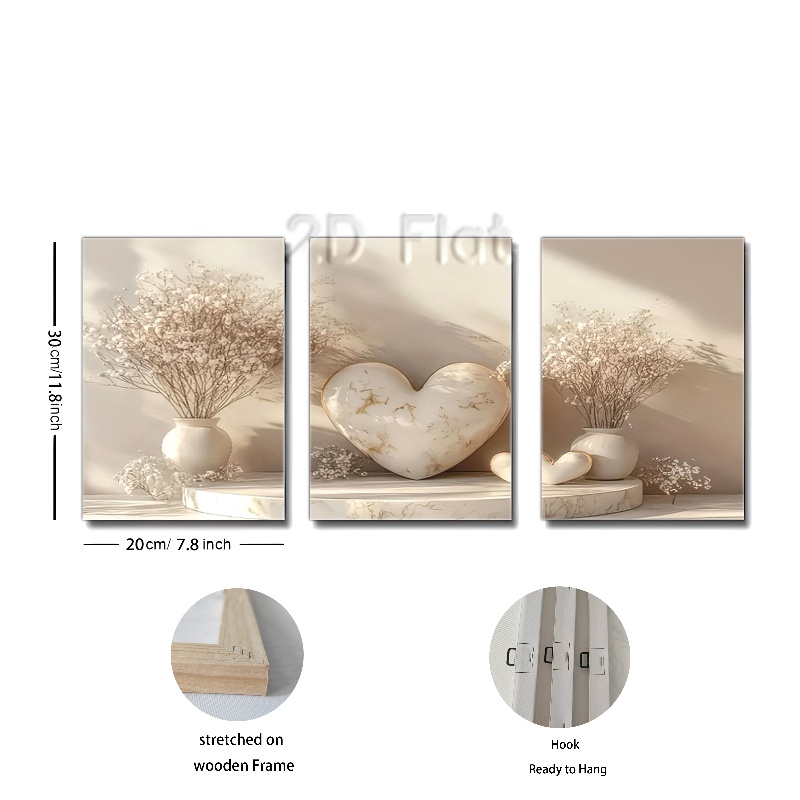 2D Flat
30cm/11.8inch
20cm/ 7.8 inch
stretched on
wooden Frame
Hook
Ready to Hang